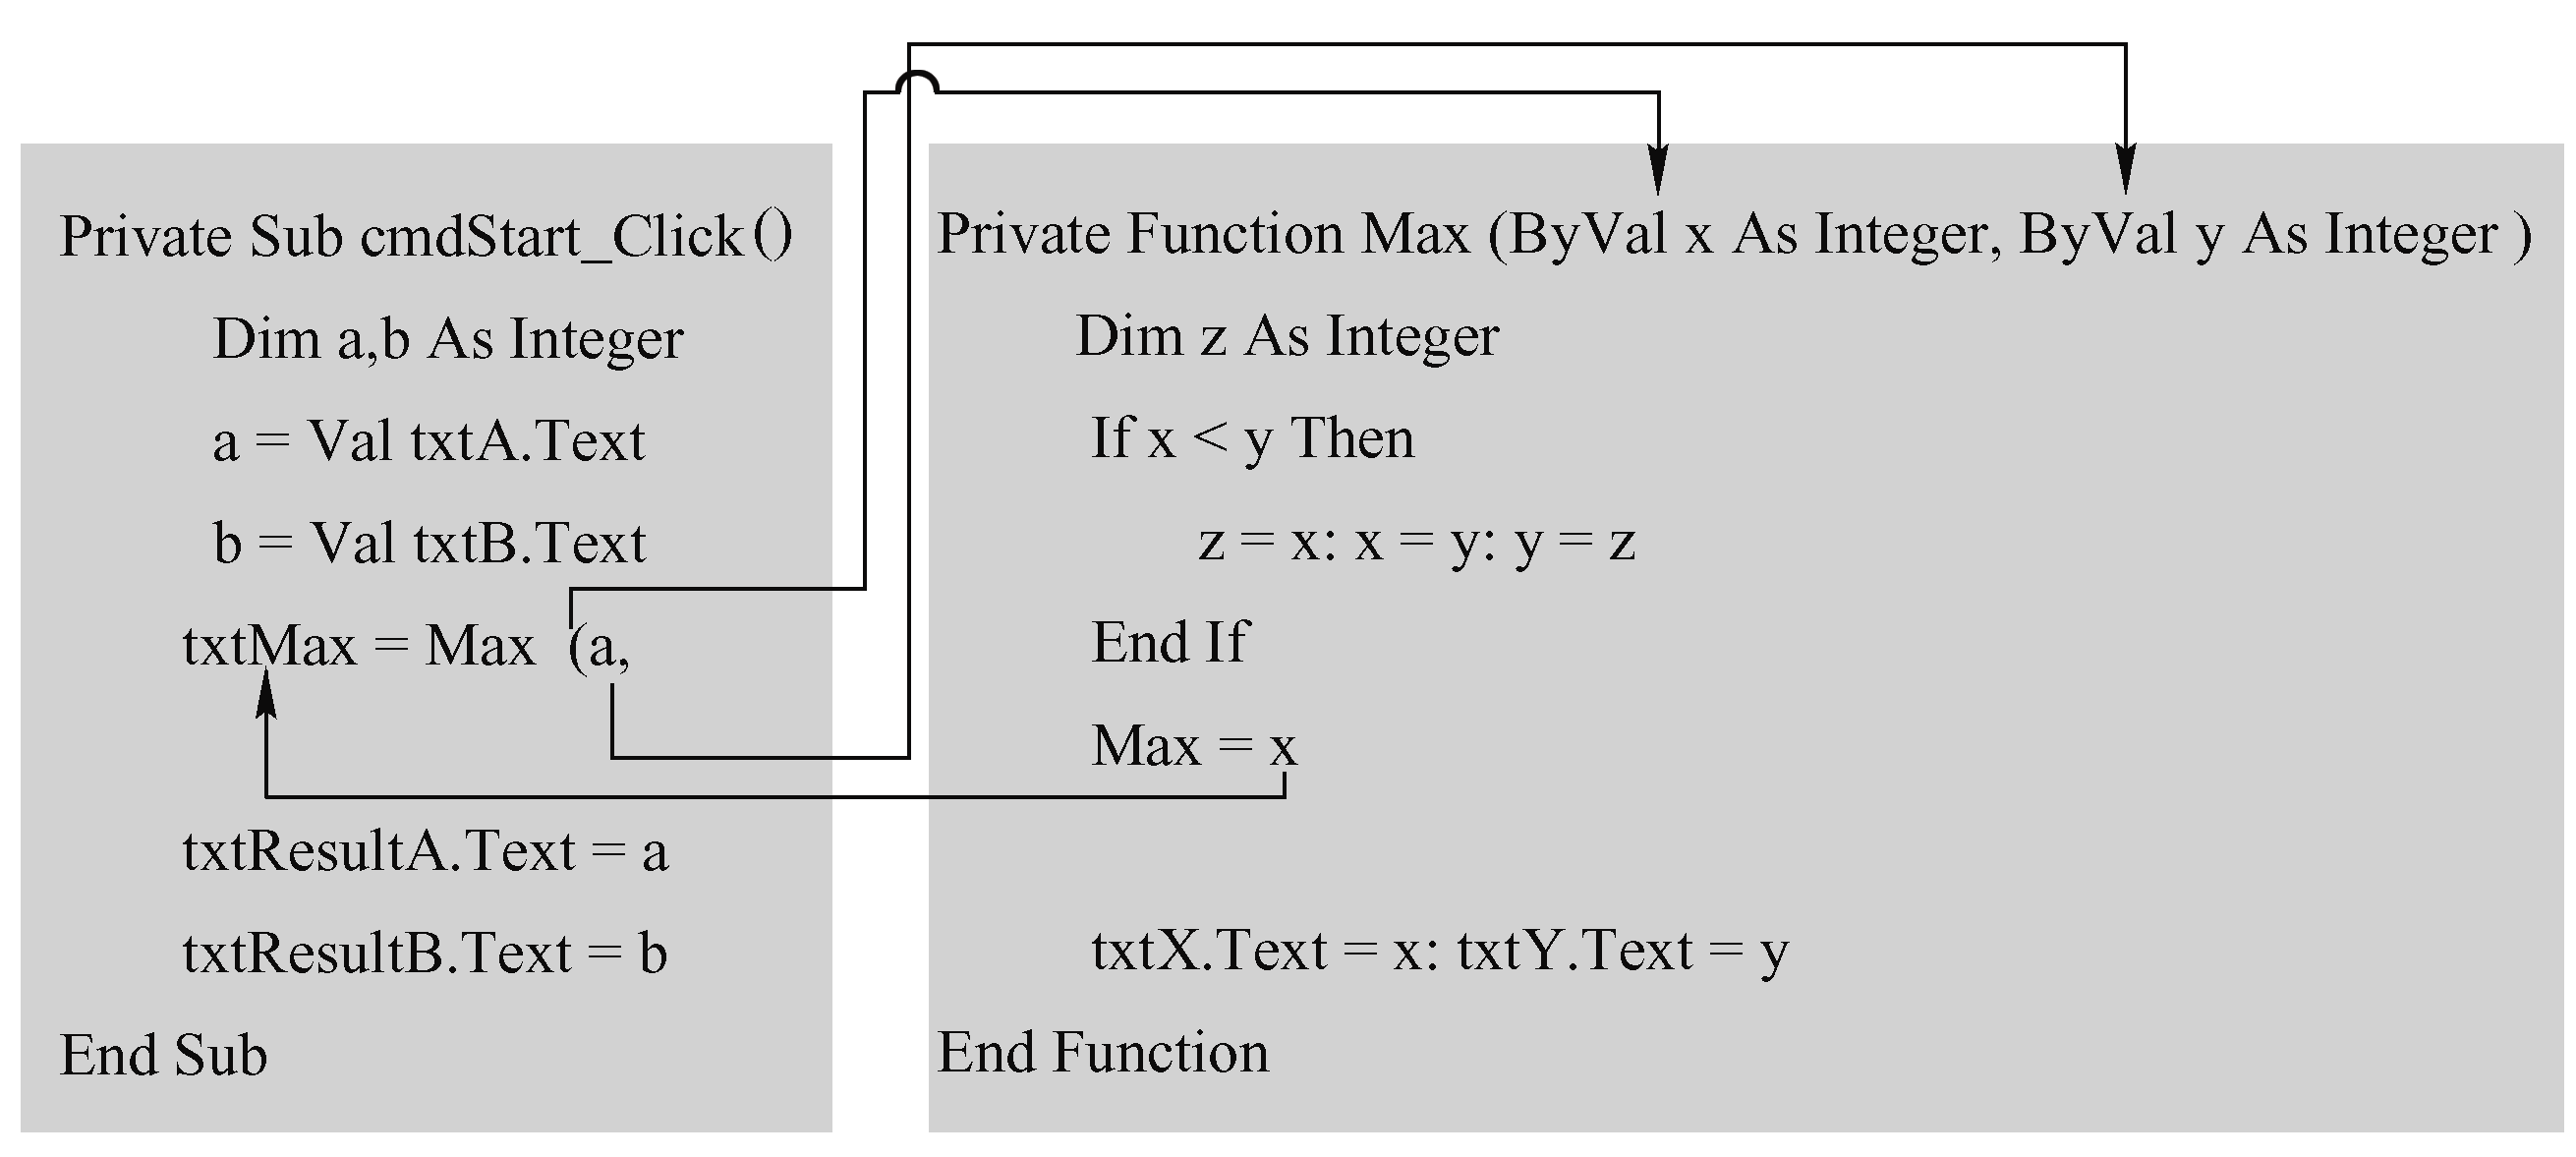 Private Sub cmdStart_Click()
Dim a,b As Integer
a = Val txtA.Text
b = Val txtB.Text
txtMax = Max (a,
txtResultA.Text = a
txtResultB.Text = b
End Sub
Private Function Max (ByVal x As Integer, ByVal y As Integer )
Dim z As Integer
If x < y Then
z = x: x = y: y = z
End If
Max = x
txtX.Text = x: txtY.Text = y
End Function